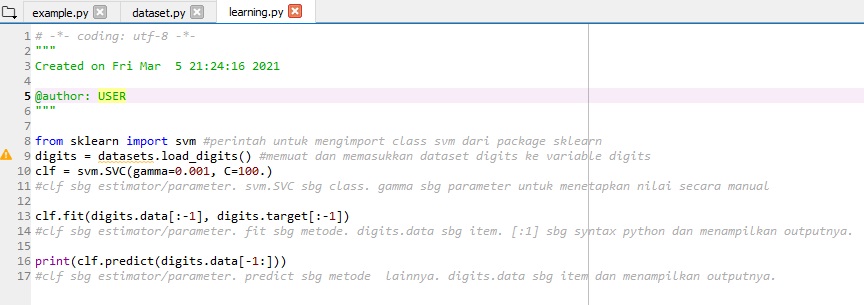 example.py dataset.py learning.py
1 # -*- coding: utf-8 -*-
2 """
3 Created on Fri Mar  5 21:24:16 2021
4
5 @author: USER
6 """
7
8 from sklearn import svm #perintah untuk mengimport class svm dari package sklearn
9 digits = datasets.load_digits() #memuat dan memasukkan dataset digits ke variable digits
10 clf = svm.SVC(gamma=0.001, C=100.)
11 #clf sbg estimator/parameter. svm.SVC sbg class. gamma sbg parameter untuk menetapkan nilai secara manual
12
13 clf.fit(digits.data[:-1], digits.target[:-1])
14 #clf sbg estimator/parameter. fit sbg metode. digits.data sbg item. [:1] sbg syntax python dan menampilkan outputnya.
15
16 print(clf.predict(digits.data[-1:]))
17 #clf sbg estimator/parameter. predict sbg metode  lainnya. digits.data sbg item dan menampilkan outputnya.